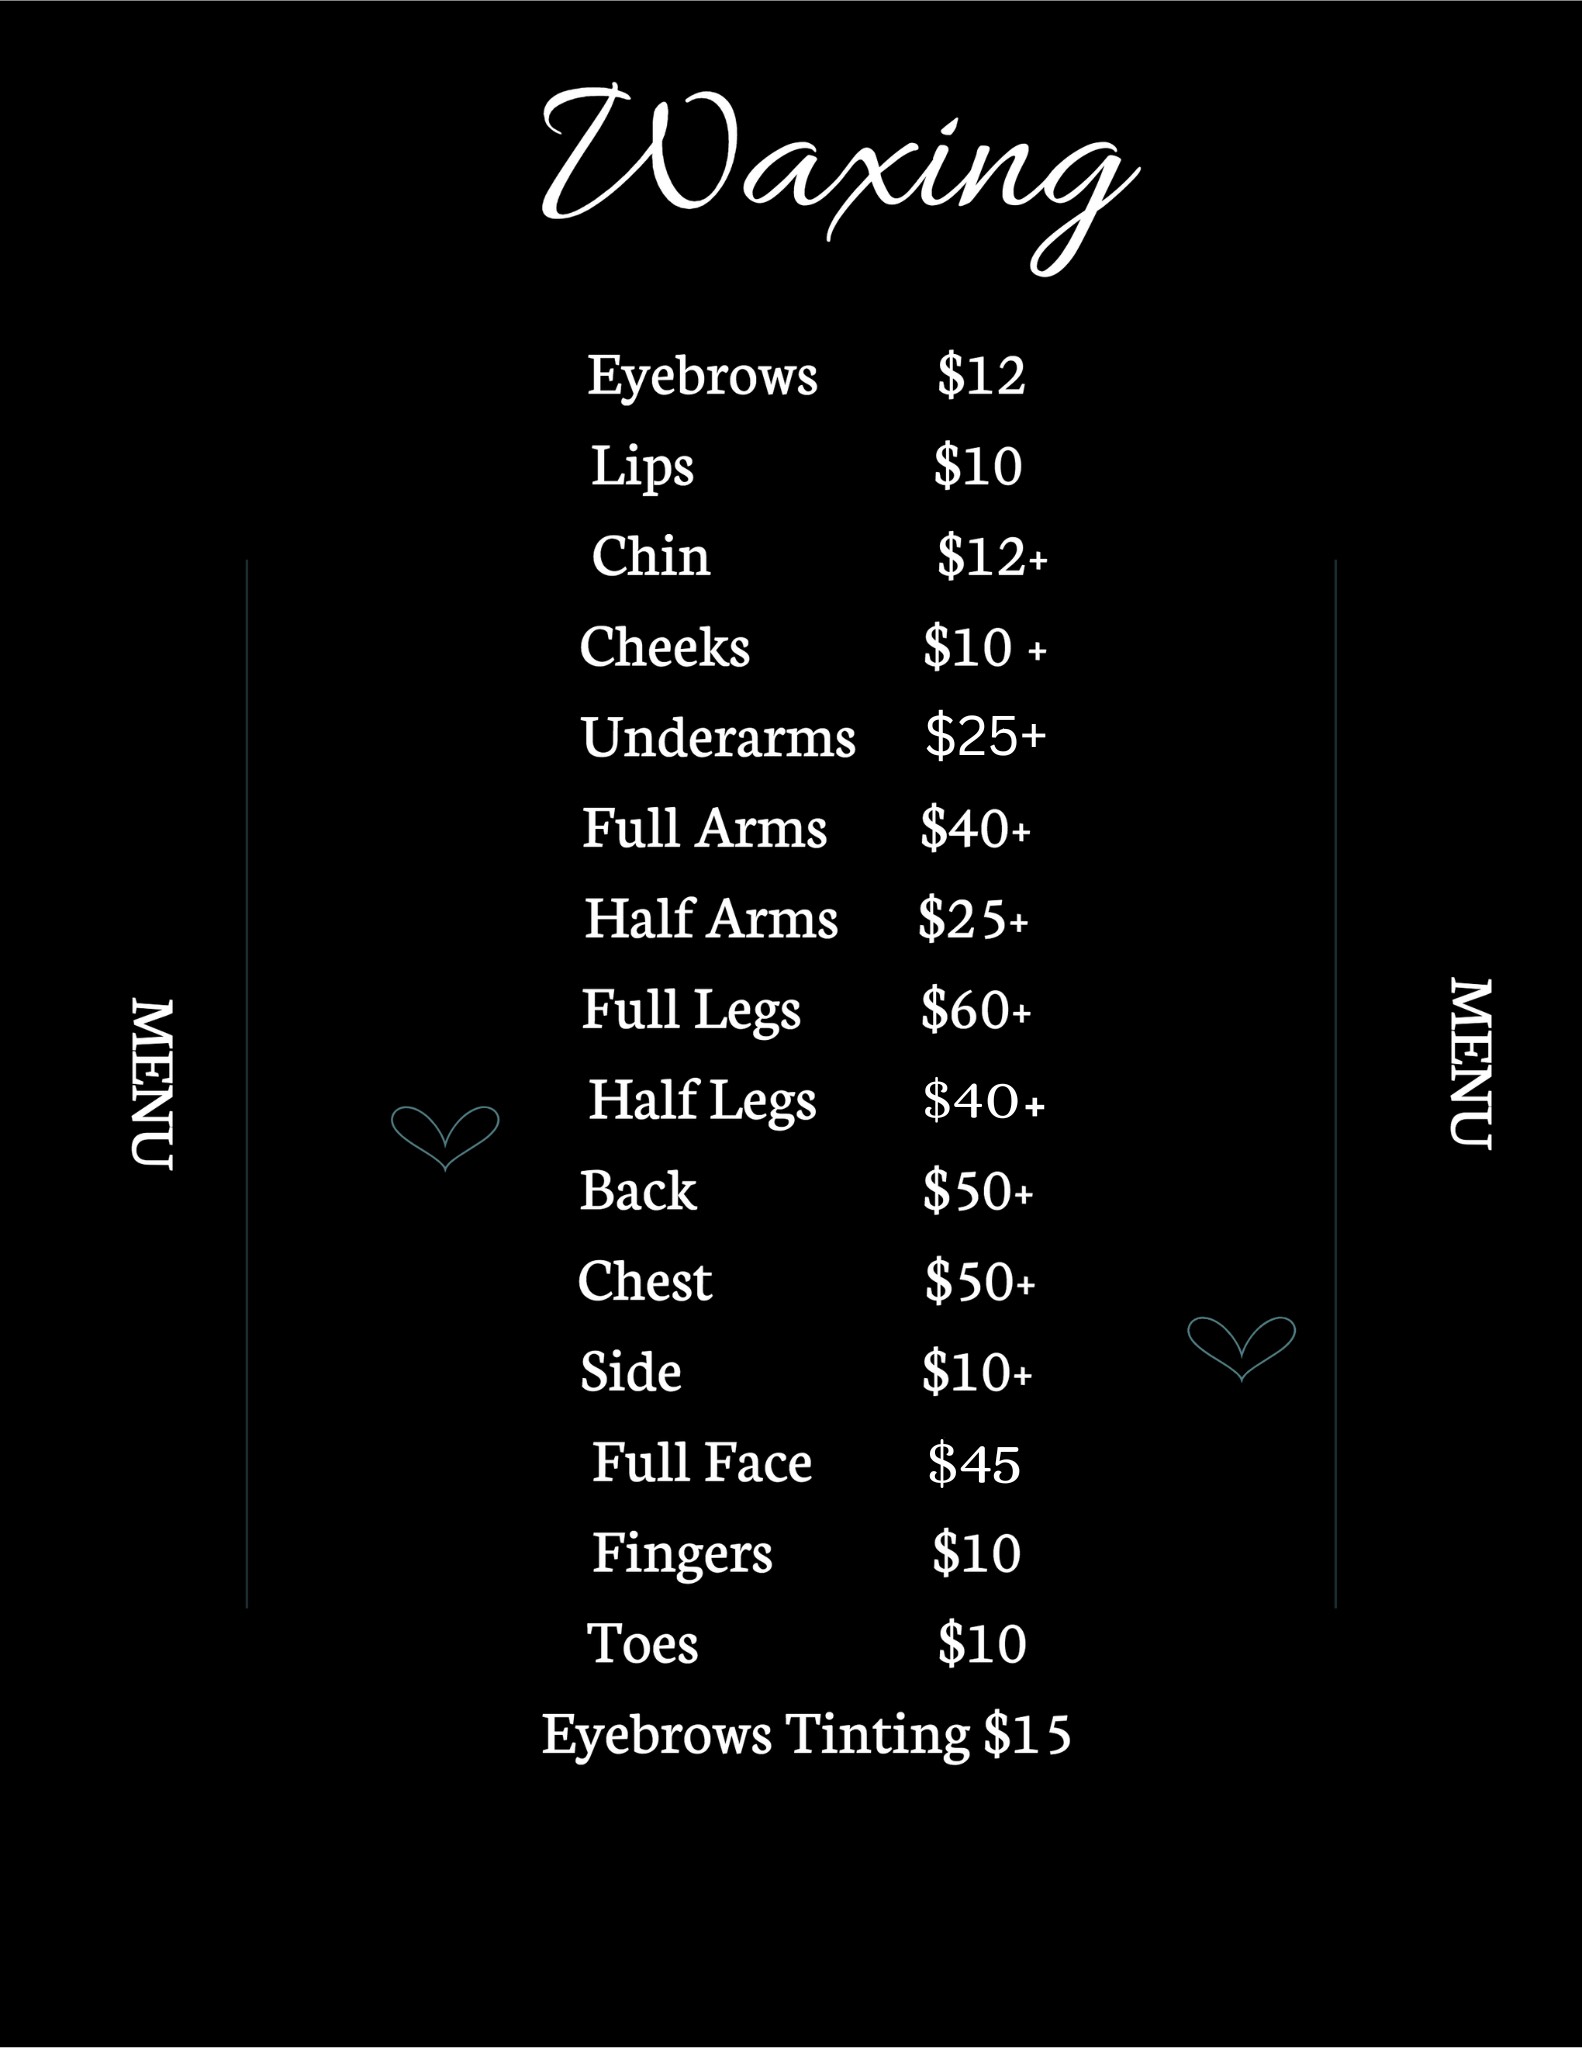 Waxing
Eyebrows $12
Lips $10
Chin $12+
Cheeks $10 +
Underarms $25+
Full Arms $40+
Half Arms $25+
Full Legs $60+
Half Legs $40+
Back $50+
Chest $50+
Side $10+
Full Face $45
Fingers $10
Toes $10
Eyebrows Tinting $15
MENU
MENU